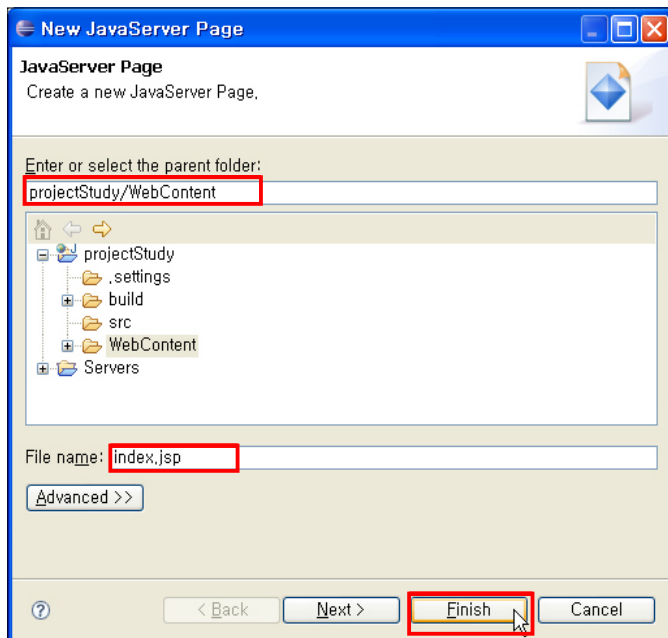 New JavaServer Page
JavaServer Page
Create a new JavaServer Page.
Enter or select the parent folder:
projectStudy/WebContent
projectStudy
.settings
build
src
WebContent
Servers
File name: index.jsp
Advanced >>
? < Back Next > Finish Cancel